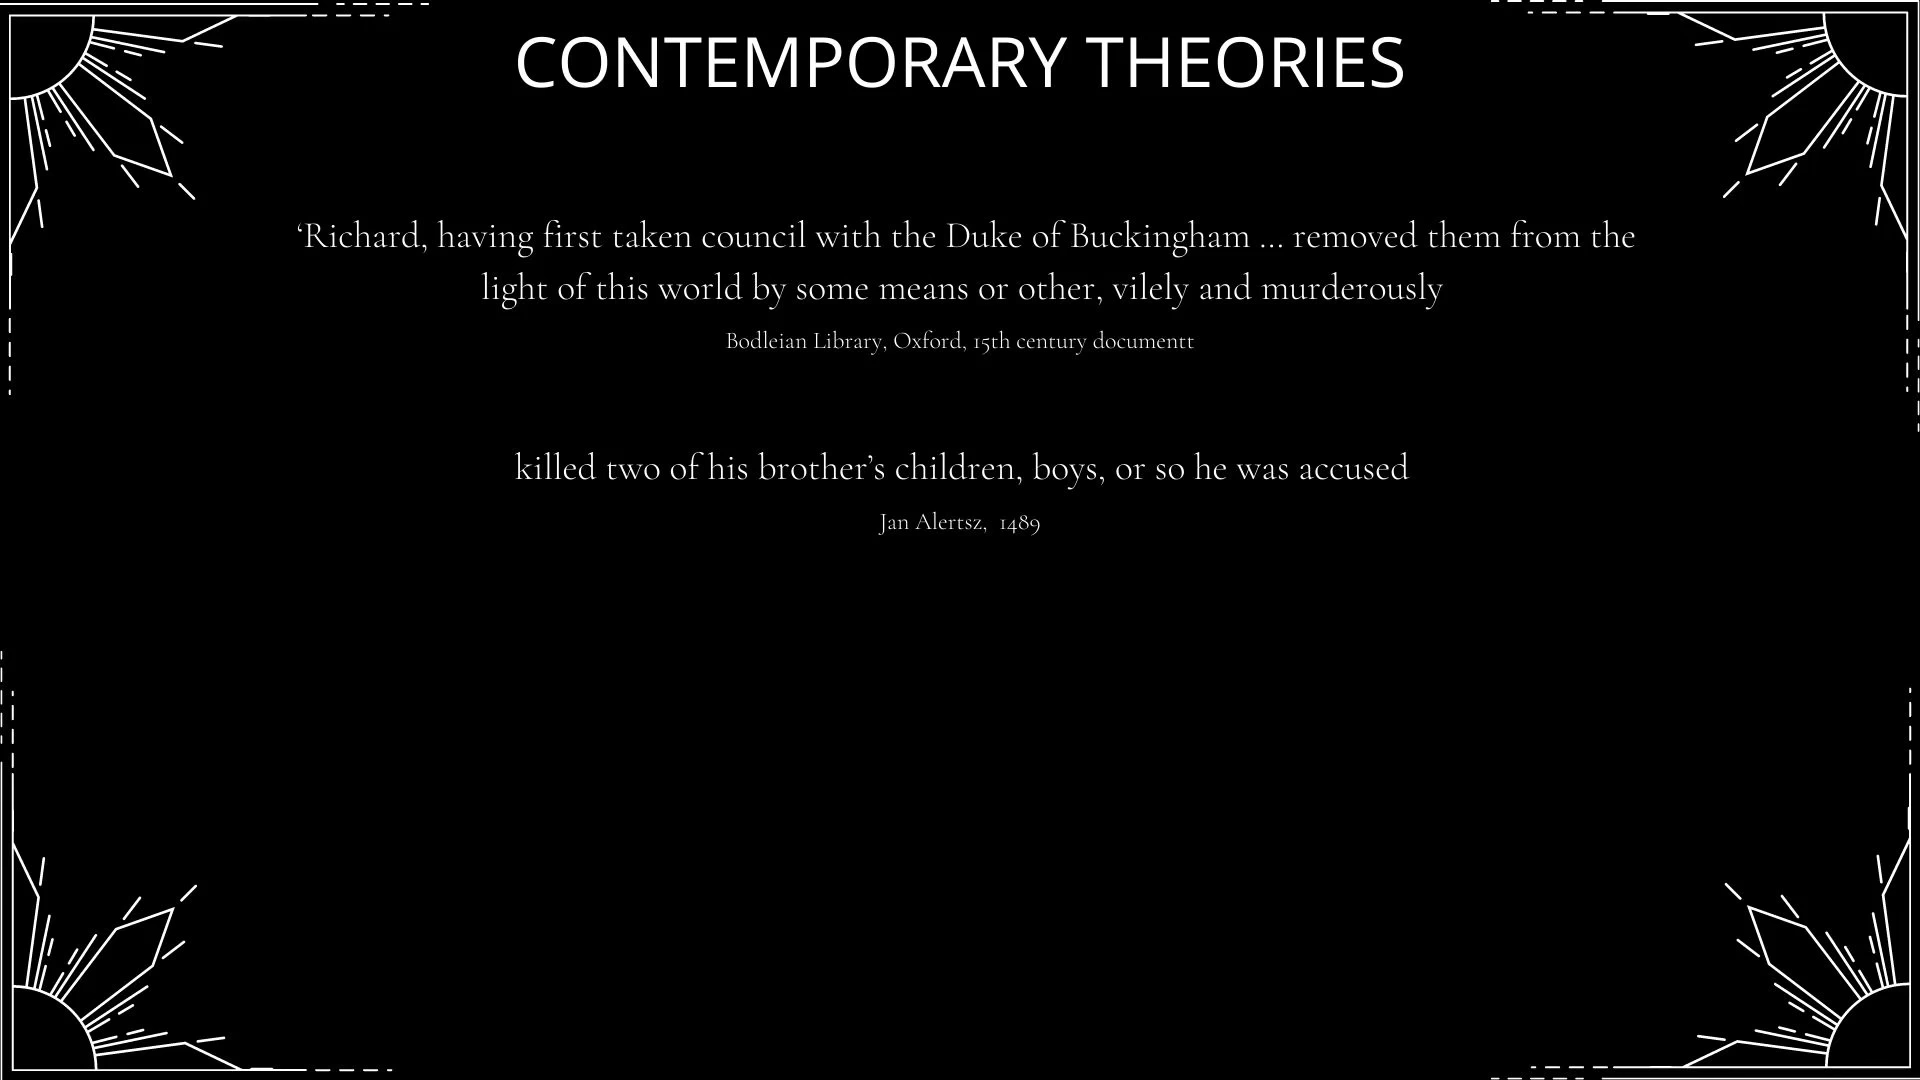 CONTEMPORARY THEORIES
‘Richard, having first taken council with the Duke of Buckingham ... removed them from the
light of this world by some means or other, vilely and murderously
Bodleian Library, Oxford, 15th century documentt
killed two of his brother’s children, boys, or so he was accused
Jan Alertsz, 1489